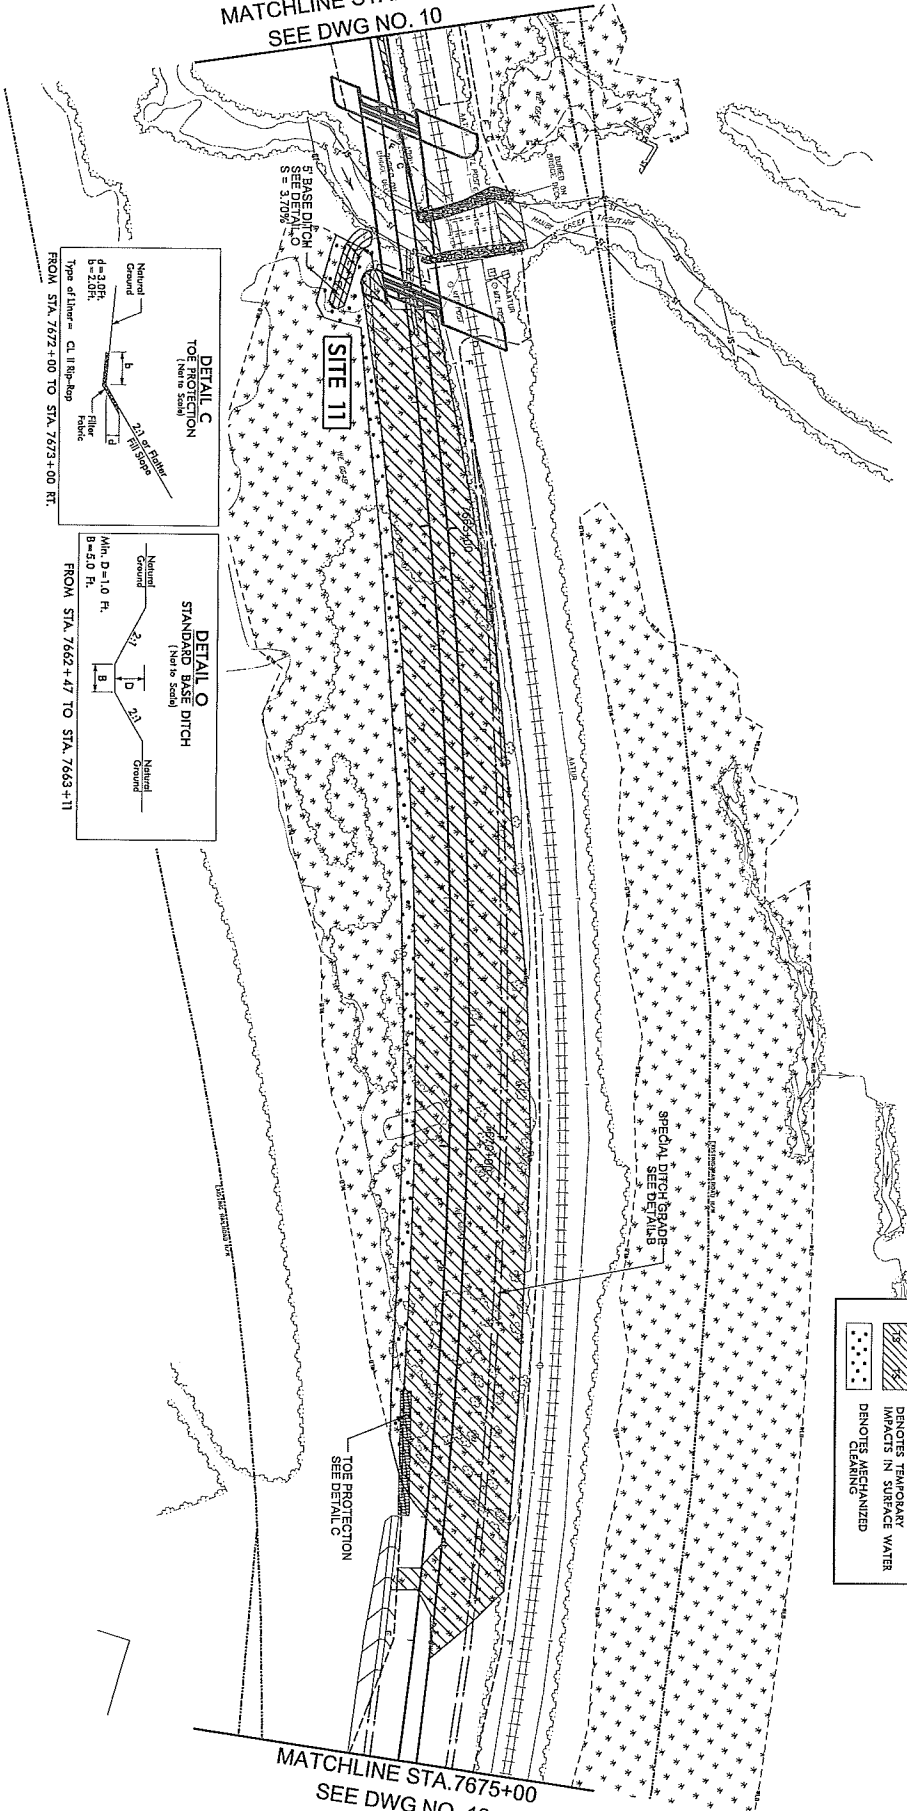 SEE DWG NO. 10
BURIED ON
BRIDGE DECK
5' BASE DITCH
SEE DETAIL O
S = 3.70%
SITE 11
DETAIL C
TOE PROTECTION
(Not to Scale)
Natural
Ground
b
d
2:1 or Flatter
Fill Slope
d=3.0Ft.
b=2.0Ft.
Filter
Fabric
Type of Liner= CL II Rip-Rap
FROM STA. 7672+00 TO STA. 7673+00 RT.
DETAIL O
STANDARD BASE DITCH
(Not to Scale)
Natural
Ground
2:1
D
2:1
Natural
Ground
B
Min. D=1.0 Ft.
B=5.0 Ft.
FROM STA. 7662+47 TO STA. 7663+11
SPECIAL DITCH GRADE
SEE DETAIL B
TOE PROTECTION
SEE DETAIL C
DENOTES TEMPORARY
IMPACTS IN SURFACE WATER
DENOTES MECHANIZED
CLEARING
MATCHLINE STA.7675+00